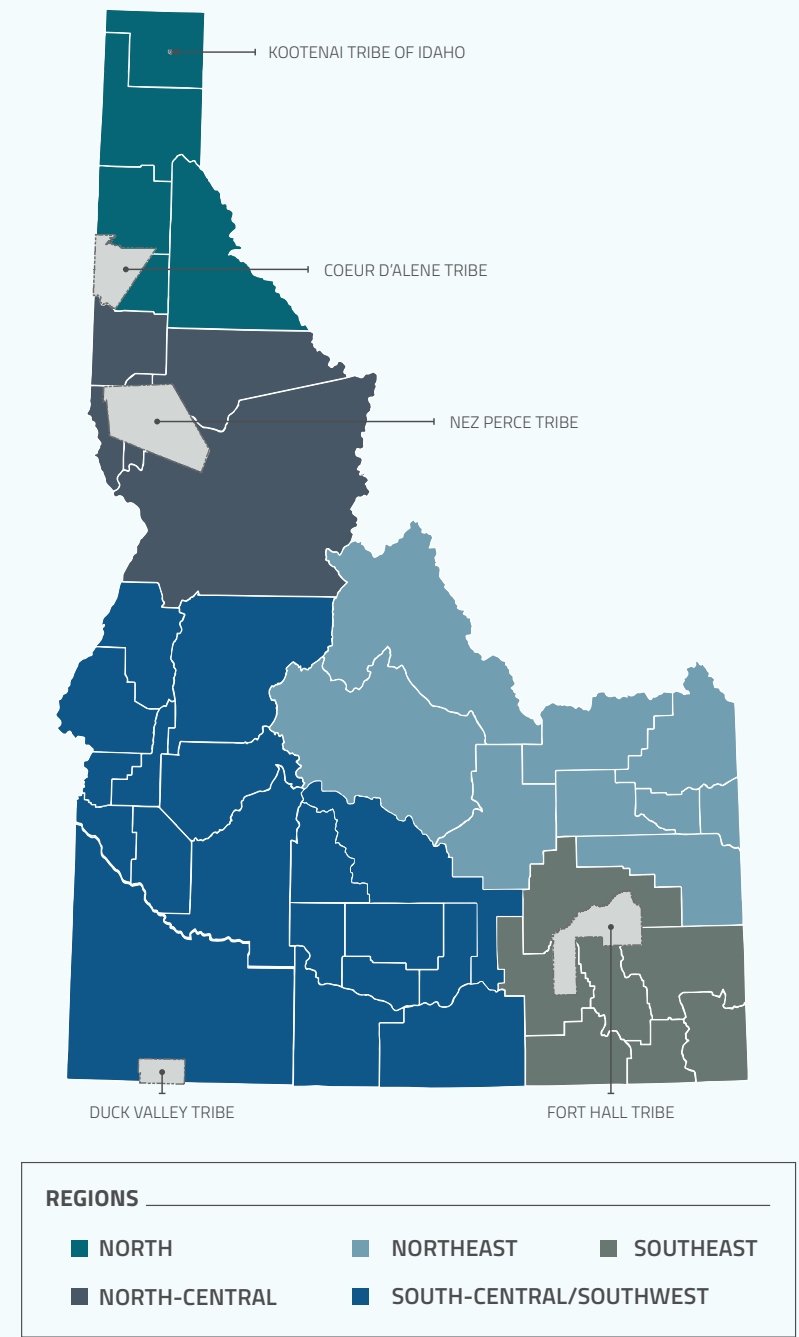 KOOTENAI TRIBE OF IDAHO
COEUR D'ALENE TRIBE
NEZ PERCE TRIBE
DUCK VALLEY TRIBE
FORT HALL TRIBE
REGIONS
NORTH
NORTHEAST
SOUTHEAST
NORTH-CENTRAL
SOUTH-CENTRAL/SOUTHWEST